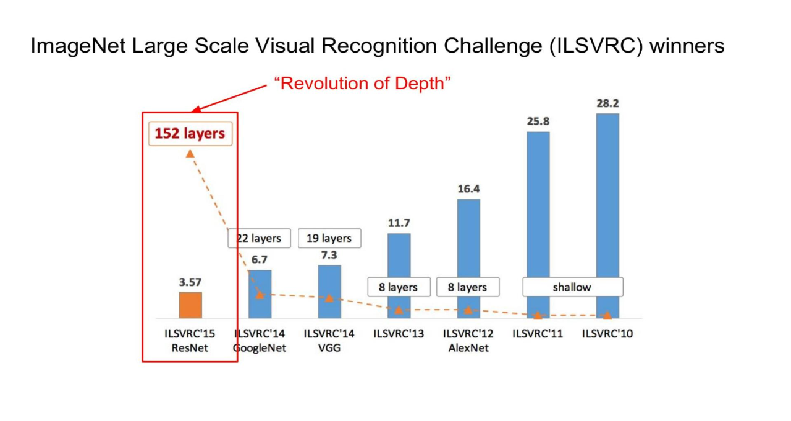 ImageNet Large Scale Visual Recognition Challenge (ILSVRC) winners
“Revolution of Depth”
152 layers
3.57
22 layers
6.7
19 layers
7.3
11.7
8 layers
16.4
8 layers
25.8
28.2
shallow
ILSVRC'15
ResNet
ILSVRC'14
GoogleNet
ILSVRC'14
VGG
ILSVRC'13
ILSVRC'12
AlexNet
ILSVRC'11
ILSVRC'10